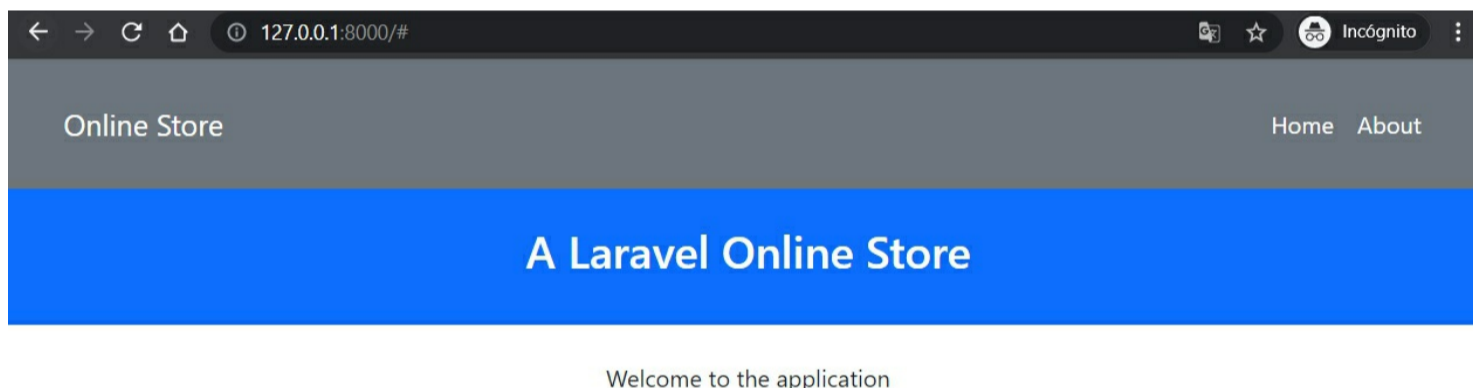 127.0.0.1:8000/# Incógnito
Online Store Home About
A Laravel Online Store
Welcome to the application